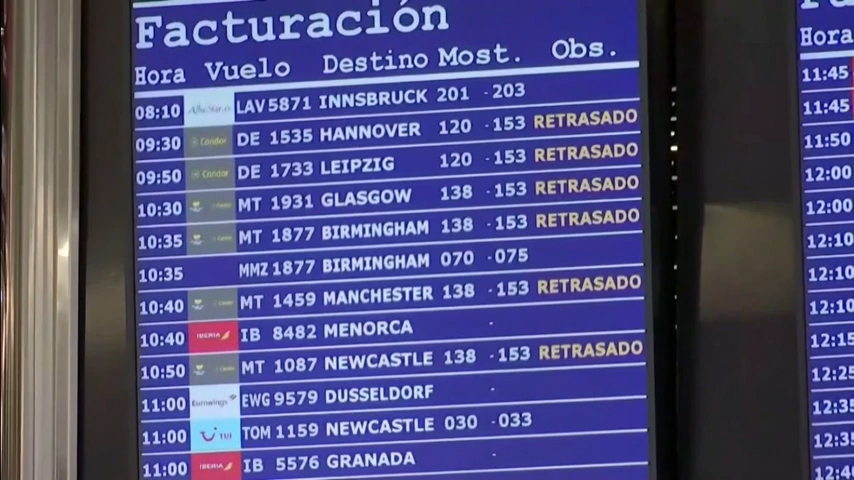 Facturación
Hora Vuelo Destino Most. Obs.
08:10 LAV 5871 INNSBRUCK 201 - 203
09:30 Condor DE 1535 HANNOVER 120 - 153 RETRASADO
09:50 Condor DE 1733 LEIPZIG 120 - 153 RETRASADO
10:30 MT 1931 GLASGOW 138 - 153 RETRASADO
10:35 MT 1877 BIRMINGHAM 138 - 153 RETRASADO
10:35 MMZ 1877 BIRMINGHAM 070 - 075
10:40 MT 1459 MANCHESTER 138 - 153 RETRASADO
10:40 IBERIA IB 8482 MENORCA -
10:50 MT 1087 NEWCASTLE 138 - 153 RETRASADO
11:00 Eurowings EWG 9579 DUSSELDORF -
11:00 TUI TOM 1159 NEWCASTLE 030 - 033
11:00 IBERIA IB 5576 GRANADA -
Hora
11:45
11:45
11:50
12:00
12:00
12:10
12:10
12:10
12:15
12:25
12:35
12:35